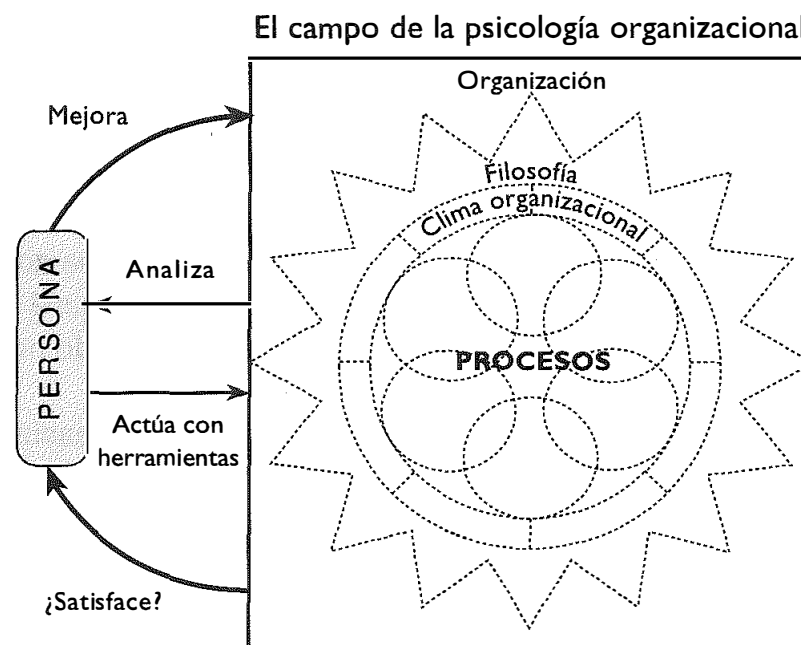 El campo de la psicología organizacional
Organización
Mejora
Filosofía
Clima organizacional
Analiza
PERSONA
PROCESOS
Actúa con
herramientas
¿Satisface?